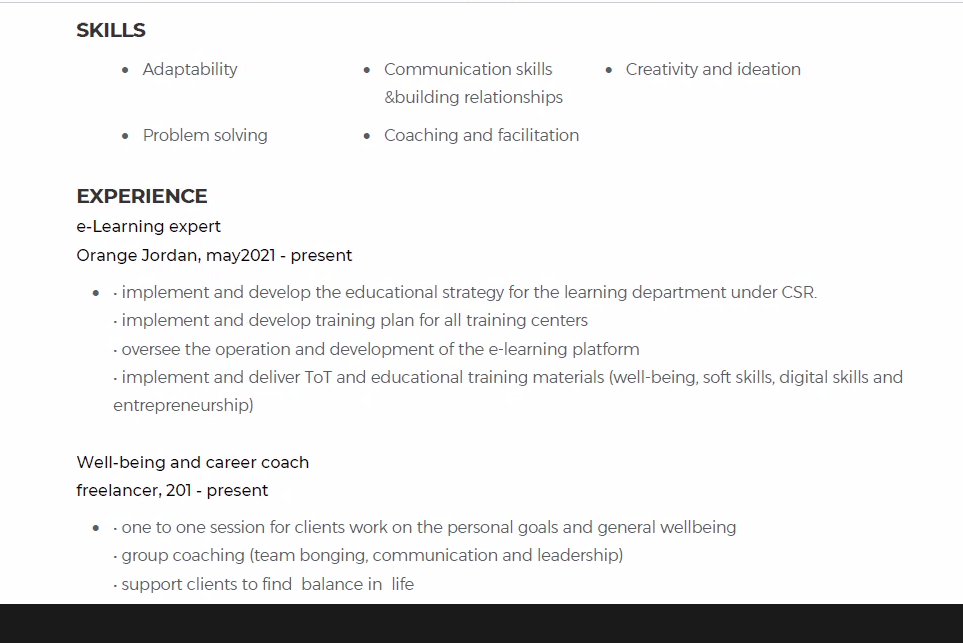 SKILLS
• Adaptability
• Communication skills
&building relationships
• Creativity and ideation
• Problem solving
• Coaching and facilitation
EXPERIENCE
e-Learning expert
Orange Jordan, may2021 - present
• · implement and develop the educational strategy for the learning department under CSR.
· implement and develop training plan for all training centers
· oversee the operation and development of the e-learning platform
· implement and deliver ToT and educational training materials (well-being, soft skills, digital skills and
entrepreneurship)
Well-being and career coach
freelancer, 201 - present
• · one to one session for clients work on the personal goals and general wellbeing
· group coaching (team bonging, communication and leadership)
· support clients to find  balance in  life